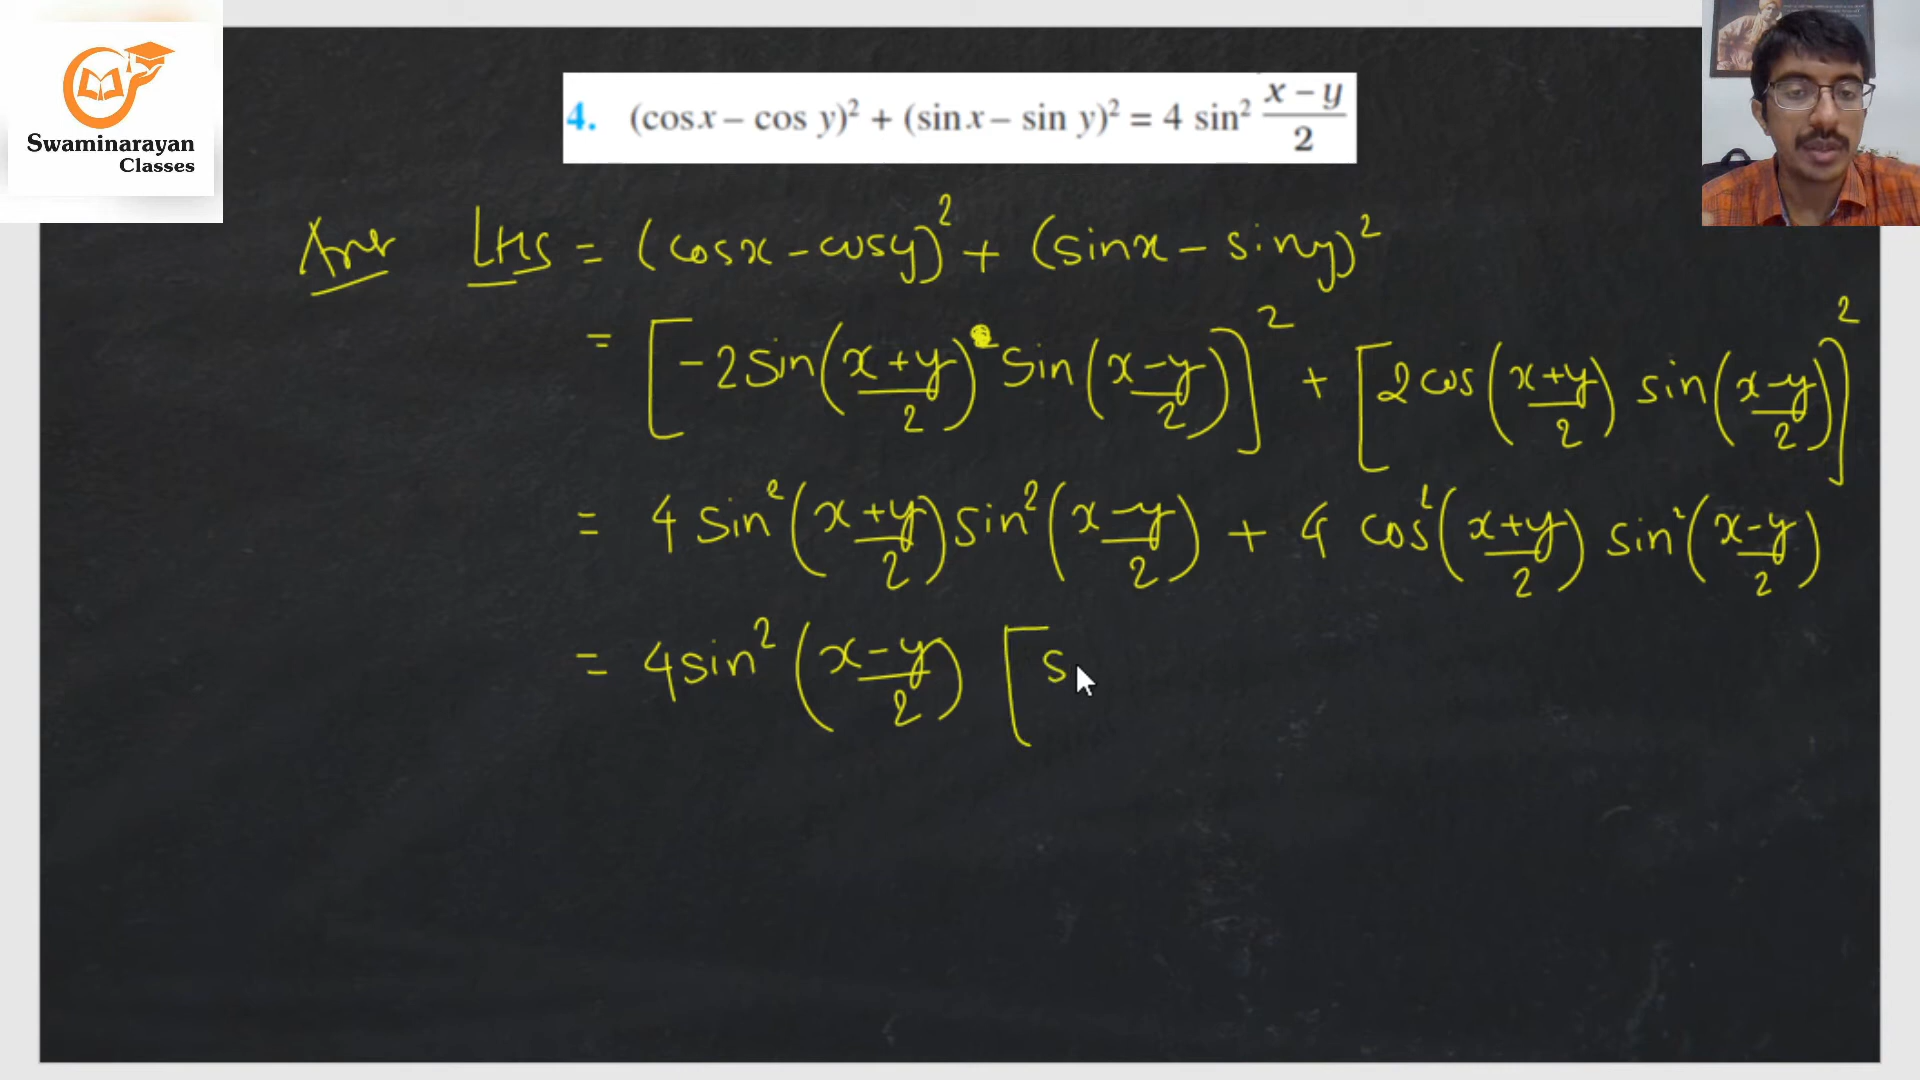 Swaminarayan
Classes
4. (cos x – cos y)² + (sin x – sin y)² = 4 sin² (x – y)/2
Ans LHS = (cosx – cosy)² + (sinx – siny)²
= [-2sin((x+y)/2) sin((x-y)/2)]² + [2cos((x+y)/2) sin((x-y)/2)]²
= 4 sin²((x+y)/2) sin²((x-y)/2) + 4 cos²((x+y)/2) sin²((x-y)/2)
= 4sin²((x-y)/2) [s